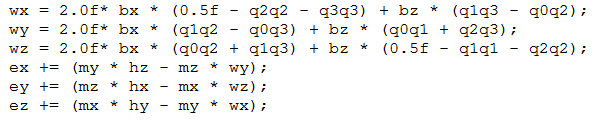 wx = 2.0f* bx * (0.5f - q2q2 - q3q3) + bz * (q1q3 - q0q2);
wy = 2.0f* bx * (q1q2 - q0q3) + bz * (q0q1 + q2q3);
wz = 2.0f* bx * (q0q2 + q1q3) + bz * (0.5f - q1q1 - q2q2);
ex += (my * hz - mz * wy);
ey += (mz * hx - mx * wz);
ez += (mx * hy - my * wx);